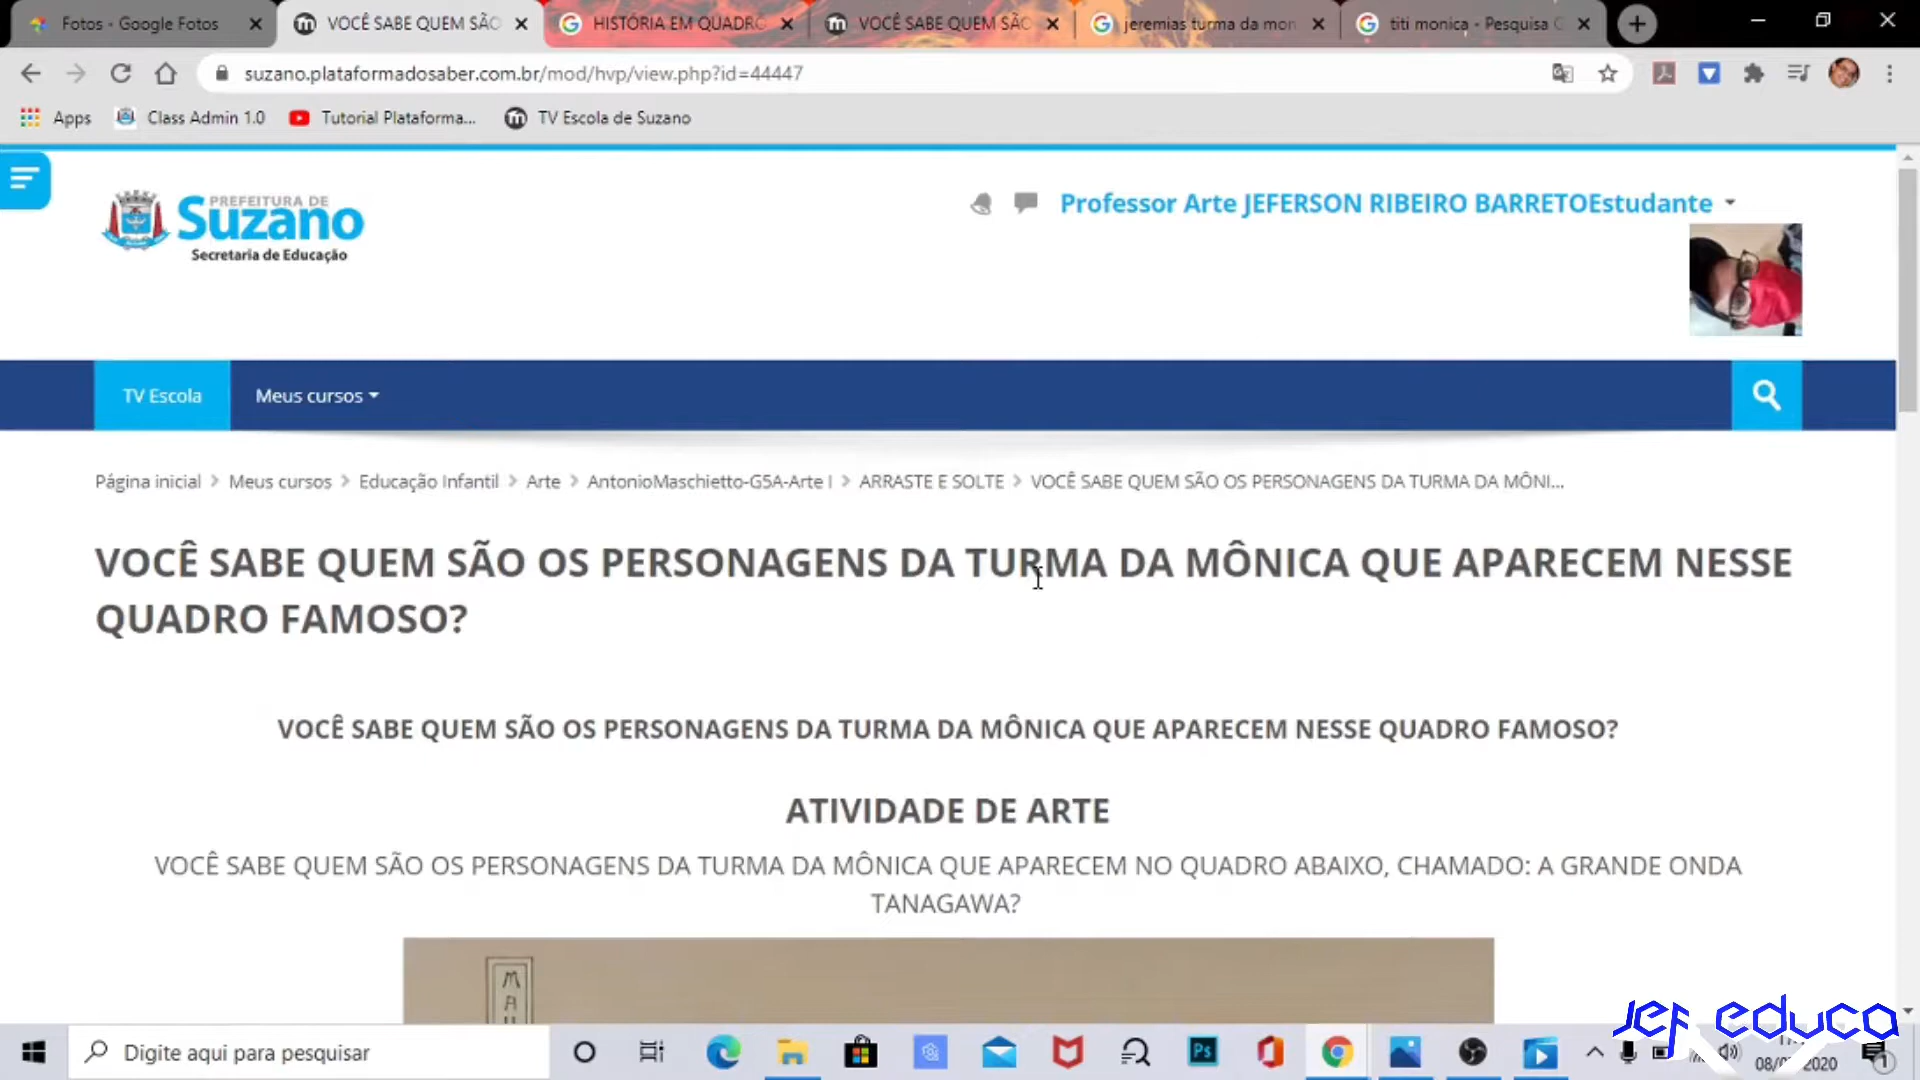 Fotos - Google Fotos
VOCÊ SABE QUEM SÃO
HISTÓRIA EM QUADRO
VOCÊ SABE QUEM SÃO
jeremias turma da mon
titi monica - Pesquisa G
suzano.plataformadosaber.com.br/mod/hvp/view.php?id=44447
Apps
Class Admin 1.0
Tutorial Plataforma...
TV Escola de Suzano
PREFEITURA DE
Suzano
Secretaria de Educação
Professor Arte JEFERSON RIBEIRO BARRETOEstudante
TV Escola
Meus cursos
Página inicial > Meus cursos > Educação Infantil > Arte > AntonioMaschietto-G5A-Arte I > ARRASTE E SOLTE > VOCÊ SABE QUEM SÃO OS PERSONAGENS DA TURMA DA MÔNI...
VOCÊ SABE QUEM SÃO OS PERSONAGENS DA TURMA DA MÔNICA QUE APARECEM NESSE
QUADRO FAMOSO?
VOCÊ SABE QUEM SÃO OS PERSONAGENS DA TURMA DA MÔNICA QUE APARECEM NESSE QUADRO FAMOSO?
ATIVIDADE DE ARTE
VOCÊ SABE QUEM SÃO OS PERSONAGENS DA TURMA DA MÔNICA QUE APARECEM NO QUADRO ABAIXO, CHAMADO: A GRANDE ONDA
TANAGAWA?
MA
Jef educa
Digite aqui para pesquisar
Ps
1